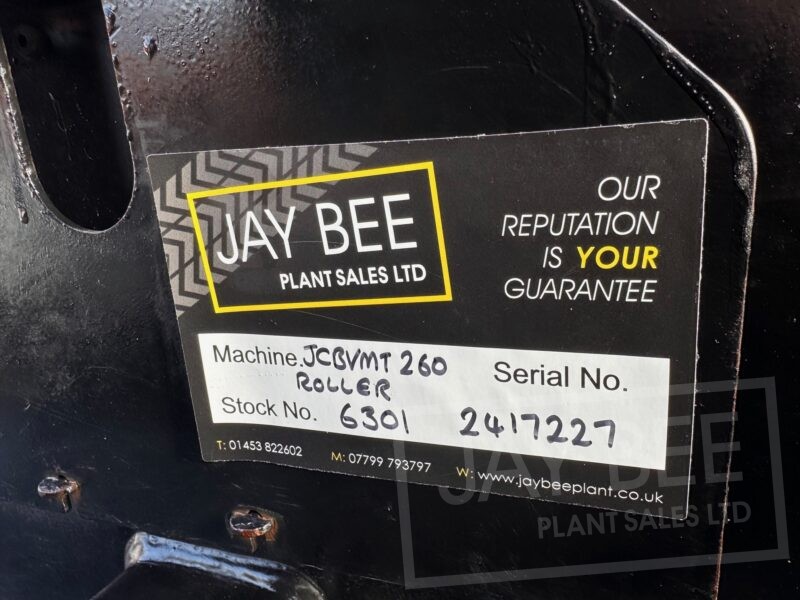 JAY BEE
PLANT SALES LTD
OUR
REPUTATION
IS YOUR
GUARANTEE
Machine. JCBVMT 260
ROLLER
Serial No.
Stock No. 6301 2417227
T: 01453 822602 M: 07799 793797 W: www.jaybeeplant.co.uk
JAY BEE
PLANT SALES LTD